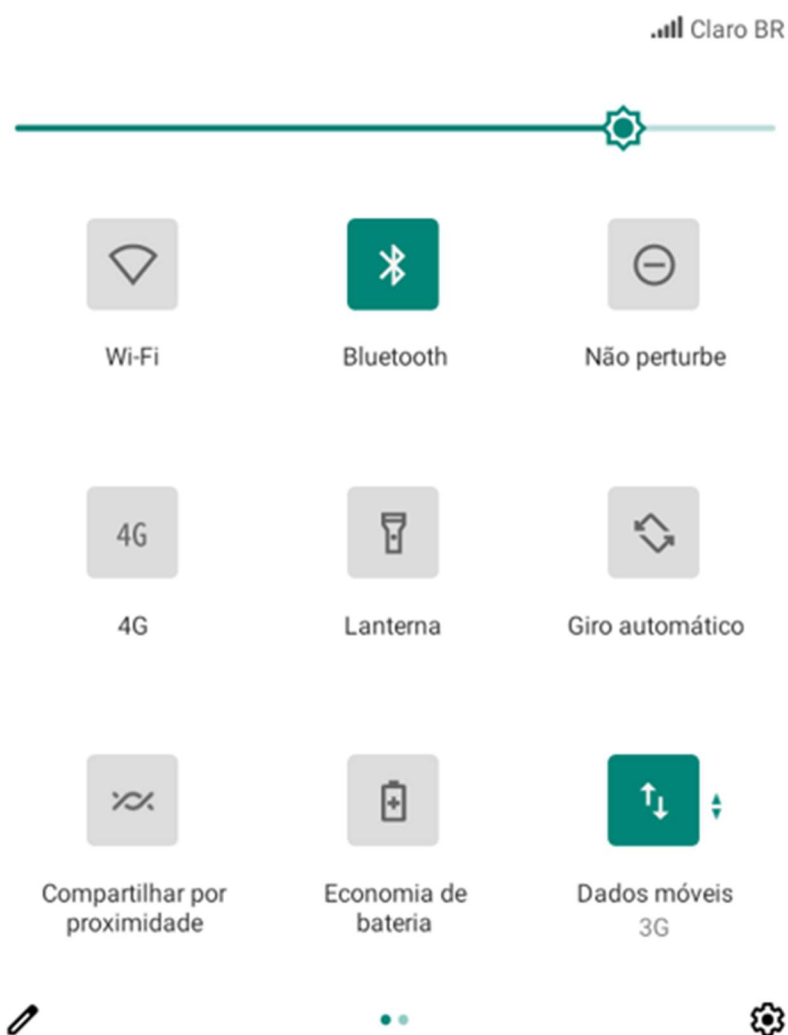 Claro BR
Wi-Fi
Bluetooth
Não perturbe
4G
4G
Lanterna
Giro automático
Compartilhar por
proximidade
Economia de
bateria
Dados móveis
3G